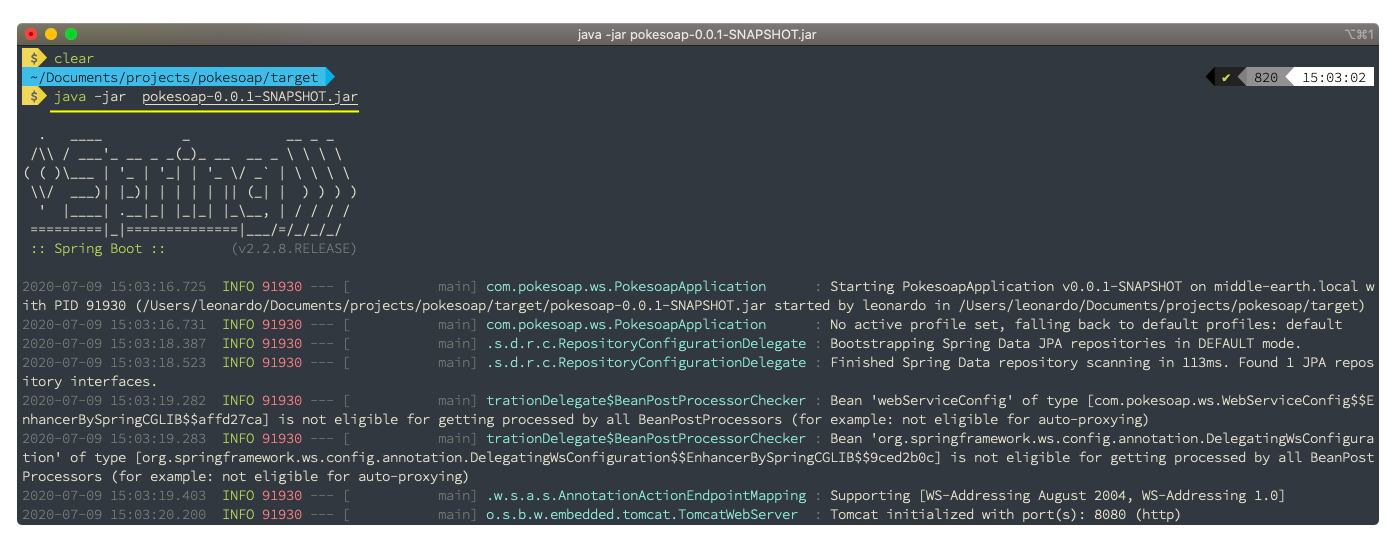 java -jar pokesoap-0.0.1-SNAPSHOT.jar ⌥⌘1
$ clear
~/Documents/projects/pokesoap/target ✔ 820 15:03:02
$ java -jar  pokesoap-0.0.1-SNAPSHOT.jar
  .   ____          _            __ _ _
 /\\ / ___'_ __ _ _(_)_ __  __ _ \ \ \ \
( ( )\___ | '_ | '_| | '_ \/ _` | \ \ \ \
 \\/  ___)| |_)| | | | | || (_| |  ) ) ) )
  '  |____| .__|_| |_|_| |_\__, | / / / /
 =========|_|==============|___/=/_/_/_/
 :: Spring Boot ::        (v2.2.8.RELEASE)
2020-07-09 15:03:16.725  INFO 91930 --- [           main] com.pokesoap.ws.PokesoapApplication      : Starting PokesoapApplication v0.0.1-SNAPSHOT on middle-earth.local w
ith PID 91930 (/Users/leonardo/Documents/projects/pokesoap/target/pokesoap-0.0.1-SNAPSHOT.jar started by leonardo in /Users/leonardo/Documents/projects/pokesoap/target)
2020-07-09 15:03:16.731  INFO 91930 --- [           main] com.pokesoap.ws.PokesoapApplication      : No active profile set, falling back to default profiles: default
2020-07-09 15:03:18.387  INFO 91930 --- [           main] .s.d.r.c.RepositoryConfigurationDelegate : Bootstrapping Spring Data JPA repositories in DEFAULT mode.
2020-07-09 15:03:18.523  INFO 91930 --- [           main] .s.d.r.c.RepositoryConfigurationDelegate : Finished Spring Data repository scanning in 113ms. Found 1 JPA repos
itory interfaces.
2020-07-09 15:03:19.282  INFO 91930 --- [           main] trationDelegate$BeanPostProcessorChecker : Bean 'webServiceConfig' of type [com.pokesoap.ws.WebServiceConfig$$E
nhancerBySpringCGLIB$$affd27ca] is not eligible for getting processed by all BeanPostProcessors (for example: not eligible for auto-proxying)
2020-07-09 15:03:19.283  INFO 91930 --- [           main] trationDelegate$BeanPostProcessorChecker : Bean 'org.springframework.ws.config.annotation.DelegatingWsConfigura
tion' of type [org.springframework.ws.config.annotation.DelegatingWsConfiguration$$EnhancerBySpringCGLIB$$9ced2b0c] is not eligible for getting processed by all BeanPost
Processors (for example: not eligible for auto-proxying)
2020-07-09 15:03:19.403  INFO 91930 --- [           main] .w.s.a.s.AnnotationActionEndpointMapping : Supporting [WS-Addressing August 2004, WS-Addressing 1.0]
2020-07-09 15:03:20.200  INFO 91930 --- [           main] o.s.b.w.embedded.tomcat.TomcatWebServer  : Tomcat initialized with port(s): 8080 (http)